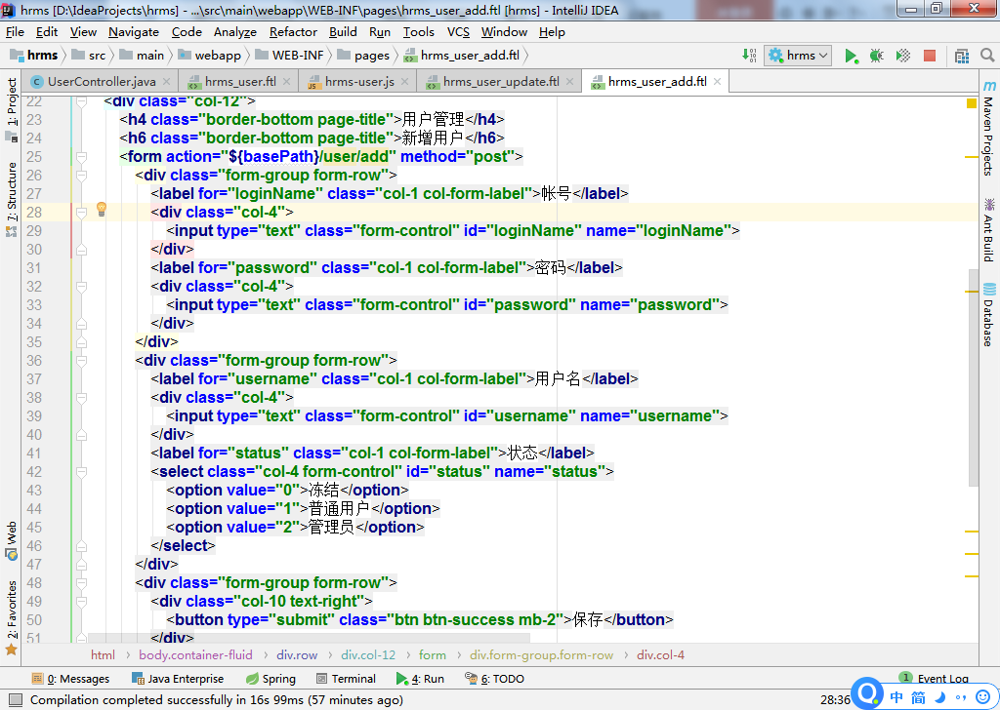 hrms [D:\IdeaProjects\hrms] - ...\src\main\webapp\WEB-INF\pages\hrms_user_add.ftl [hrms] - IntelliJ IDEA
File Edit View Navigate Code Analyze Refactor Build Run Tools VCS Window Help
hrms src main webapp WEB-INF pages hrms_user_add.ftl hrms
UserController.java hrms_user.ftl hrms-user.js hrms_user_update.ftl hrms_user_add.ftl
1: Project
7: Structure
Web
2: Favorites
22 <div class="col-12">
23 <h4 class="border-bottom page-title">用户管理</h4>
24 <h6 class="border-bottom page-title">新增用户</h6>
25 <form action="${basePath}/user/add" method="post">
26 <div class="form-group form-row">
27 <label for="loginName" class="col-1 col-form-label">帐号</label>
28 <div class="col-4">
29 <input type="text" class="form-control" id="loginName" name="loginName">
30 </div>
31 <label for="password" class="col-1 col-form-label">密码</label>
32 <div class="col-4">
33 <input type="text" class="form-control" id="password" name="password">
34 </div>
35 </div>
36 <div class="form-group form-row">
37 <label for="username" class="col-1 col-form-label">用户名</label>
38 <div class="col-4">
39 <input type="text" class="form-control" id="username" name="username">
40 </div>
41 <label for="status" class="col-1 col-form-label">状态</label>
42 <select class="col-4 form-control" id="status" name="status">
43 <option value="0">冻结</option>
44 <option value="1">普通用户</option>
45 <option value="2">管理员</option>
46 </select>
47 </div>
48 <div class="form-group form-row">
49 <div class="col-10 text-right">
50 <button type="submit" class="btn btn-success mb-2">保存</button>
51 </div>
Maven Projects
Ant Build
Database
html body.container-fluid div.row div.col-12 form div.form-group.form-row div.col-4
0: Messages Java Enterprise Spring Terminal 4: Run 6: TODO 1 Event Log
Compilation completed successfully in 16s 99ms (57 minutes ago) 28:36 中 简